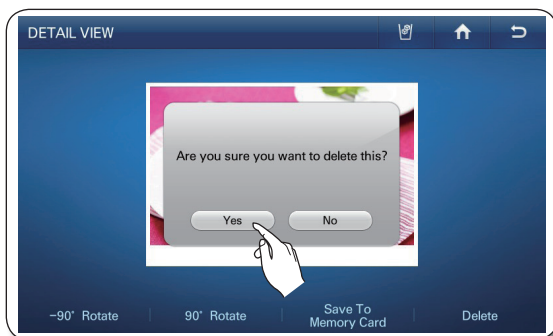 DETAIL VIEW
Are you sure you want to delete this?
Yes No
-90° Rotate 90° Rotate Save To
Memory Card Delete